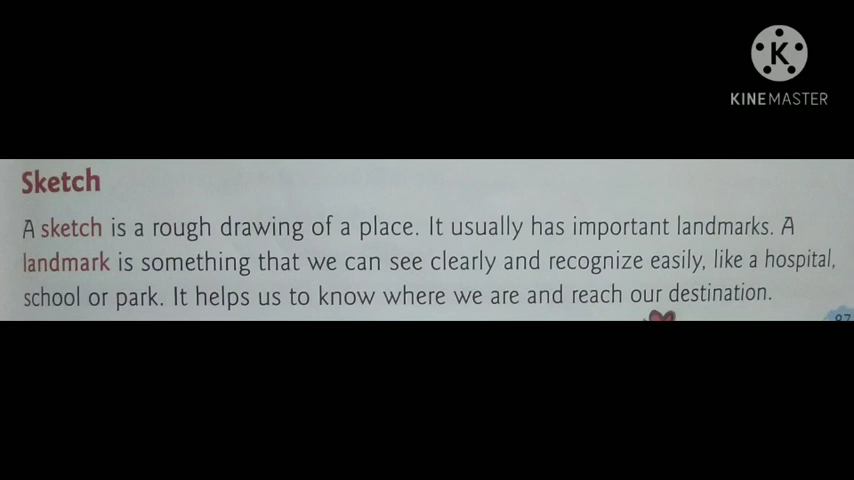 K
KINEMASTER
Sketch
A sketch is a rough drawing of a place. It usually has important landmarks. A
landmark is something that we can see clearly and recognize easily, like a hospital,
school or park. It helps us to know where we are and reach our destination.